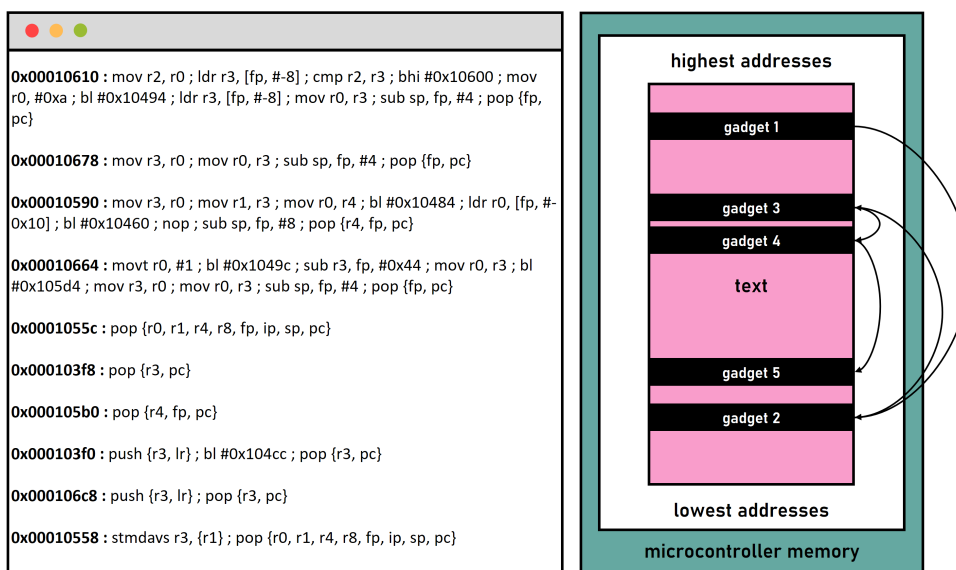 0x00010610 : mov r2, r0 ; ldr r3, [fp, #-8] ; cmp r2, r3 ; bhi #0x10600 ; mov
r0, #0xa ; bl #0x10494 ; ldr r3, [fp, #-8] ; mov r0, r3 ; sub sp, fp, #4 ; pop {fp,
pc}
0x00010678 : mov r3, r0 ; mov r0, r3 ; sub sp, fp, #4 ; pop {fp, pc}
0x00010590 : mov r3, r0 ; mov r1, r3 ; mov r0, r4 ; bl #0x10484 ; ldr r0, [fp, #-
0x10] ; bl #0x10460 ; nop ; sub sp, fp, #8 ; pop {r4, fp, pc}
0x00010664 : movt r0, #1 ; bl #0x1049c ; sub r3, fp, #0x44 ; mov r0, r3 ; bl
#0x105d4 ; mov r3, r0 ; mov r0, r3 ; sub sp, fp, #4 ; pop {fp, pc}
0x0001055c : pop {r0, r1, r4, r8, fp, ip, sp, pc}
0x000103f8 : pop {r3, pc}
0x000105b0 : pop {r4, fp, pc}
0x000103f0 : push {r3, lr} ; bl #0x104cc ; pop {r3, pc}
0x000106c8 : push {r3, lr} ; pop {r3, pc}
0x00010558 : stmdavs r3, {r1} ; pop {r0, r1, r4, r8, fp, ip, sp, pc}
highest addresses
gadget 1
gadget 3
gadget 4
text
gadget 5
gadget 2
lowest addresses
microcontroller memory